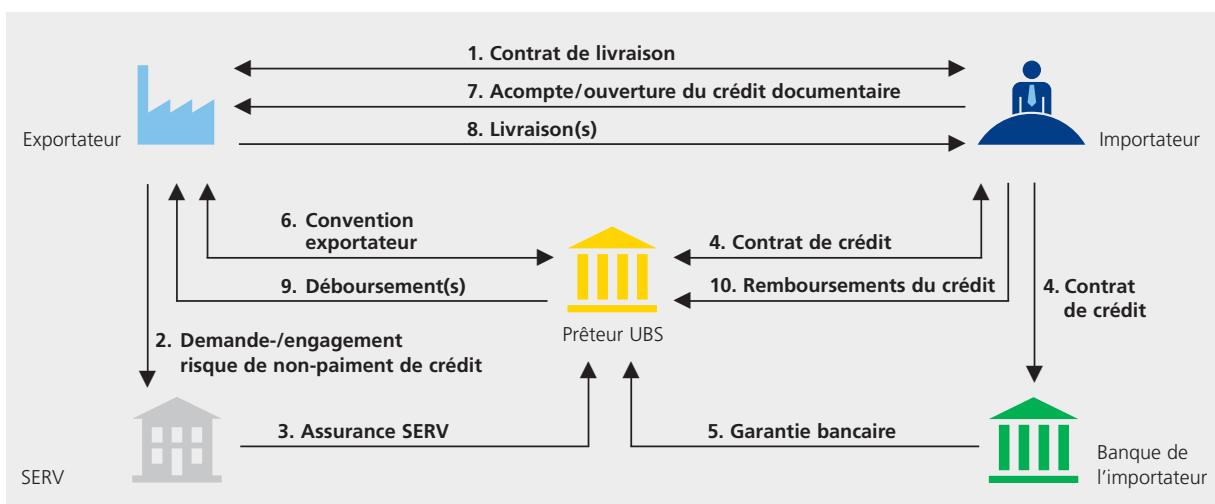 1. Contrat de livraison
7. Acompte/ouverture du crédit documentaire
Exportateur
8. Livraison(s)
Importateur
6. Convention
exportateur
4. Contrat de crédit
9. Déboursement(s)
10. Remboursements du crédit
4. Contrat
de crédit
Prêteur UBS
2. Demande-/engagement
risque de non-paiment de crédit
3. Assurance SERV
5. Garantie bancaire
SERV
Banque de
l’importateur